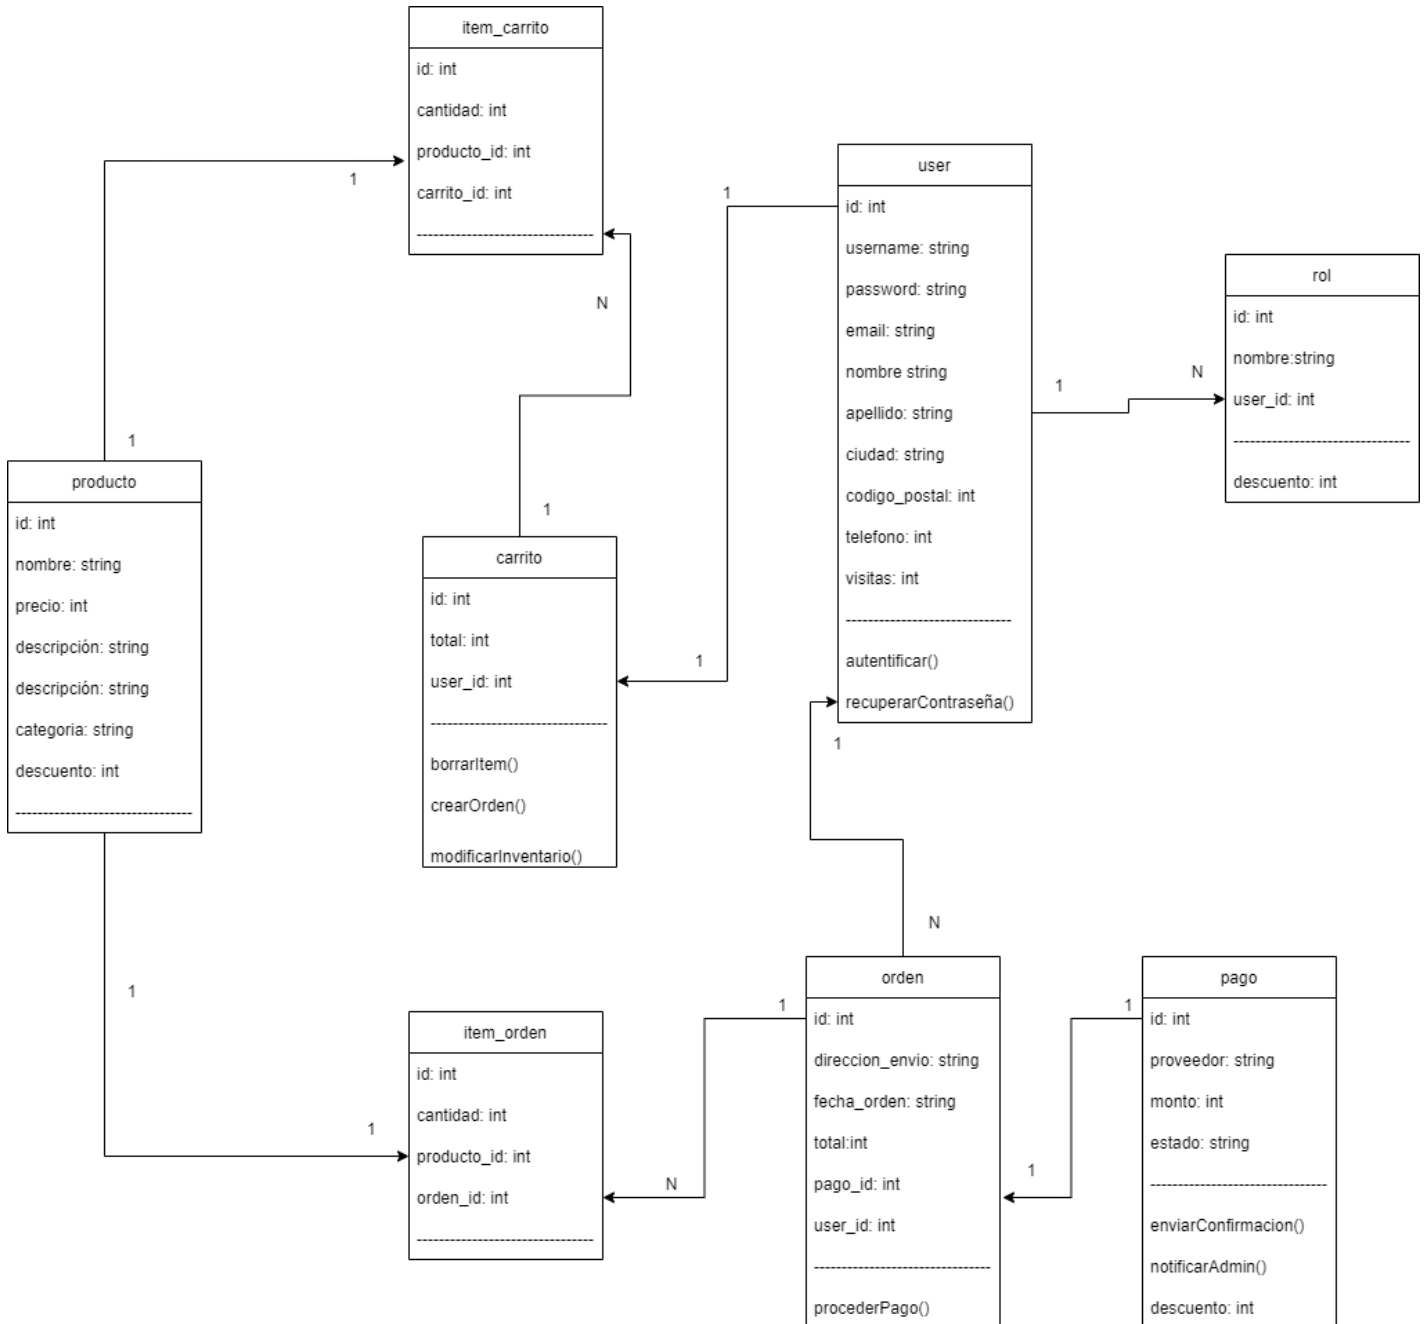 item_carrito
id: int
cantidad: int
producto_id: int
carrito_id: int
--------------------------------
1
N
1
producto
id: int
nombre: string
precio: int
descripción: string
descripción: string
categoria: string
descuento: int
--------------------------------
1
1
carrito
id: int
total: int
user_id: int
--------------------------------
borrarItem()
crearOrden()
modificarInventario()
1
1
user
id: int
username: string
password: string
email: string
nombre string
apellido: string
ciudad: string
codigo_postal: int
telefono: int
visitas: int
------------------------------
autentificar()
recuperarContraseña()
1
1
N
rol
id: int
nombre:string
user_id: int
--------------------------------
descuento: int
1
item_orden
id: int
cantidad: int
producto_id: int
orden_id: int
--------------------------------
N
1
N
orden
id: int
direccion_envio: string
fecha_orden: string
total:int
pago_id: int
user_id: int
--------------------------------
procederPago()
1
1
pago
id: int
proveedor: string
monto: int
estado: string
--------------------------------
enviarConfirmacion()
notificarAdmin()
descuento: int